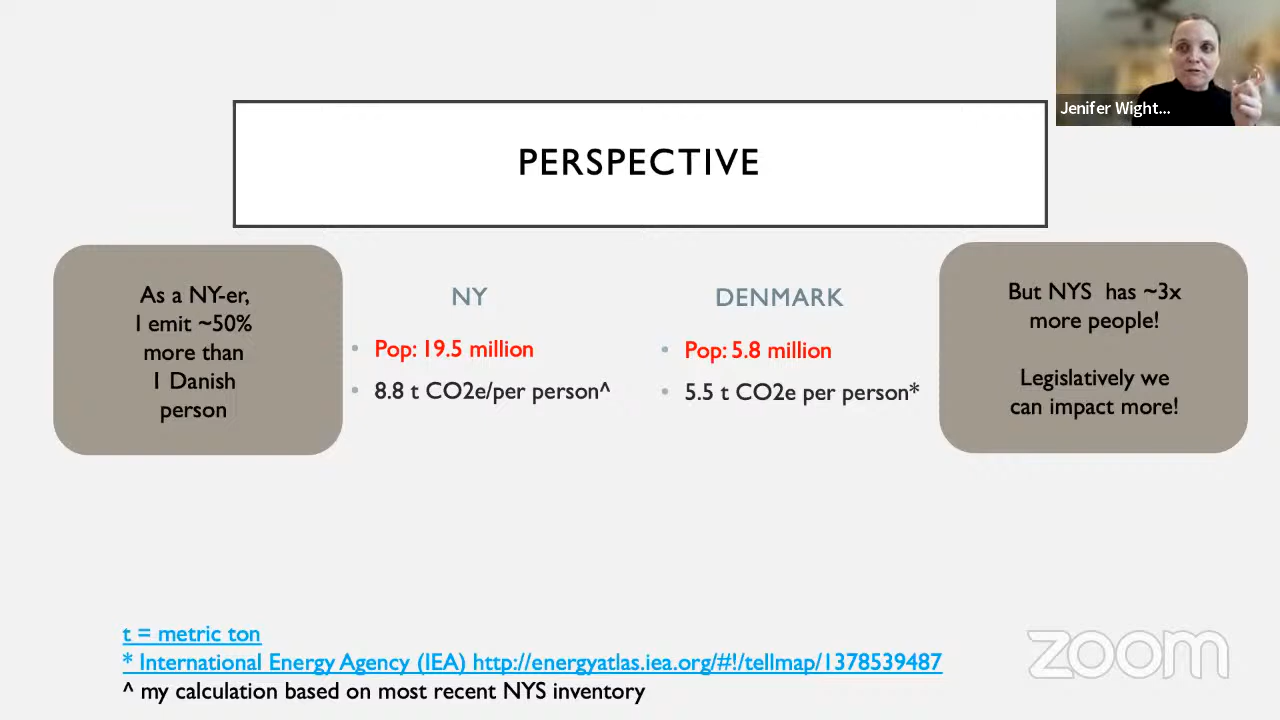 Jenifer Wight...
PERSPECTIVE
As a NY-er,
I emit ~50%
more than
1 Danish
person
NY
• Pop: 19.5 million
• 8.8 t CO2e/per person^
DENMARK
• Pop: 5.8 million
• 5.5 t CO2e per person*
But NYS has ~3x
more people!
Legislatively we
can impact more!
t = metric ton
* International Energy Agency (IEA) http://energyatlas.iea.org/#!/tellmap/1378539487
^ my calculation based on most recent NYS inventory
zoom